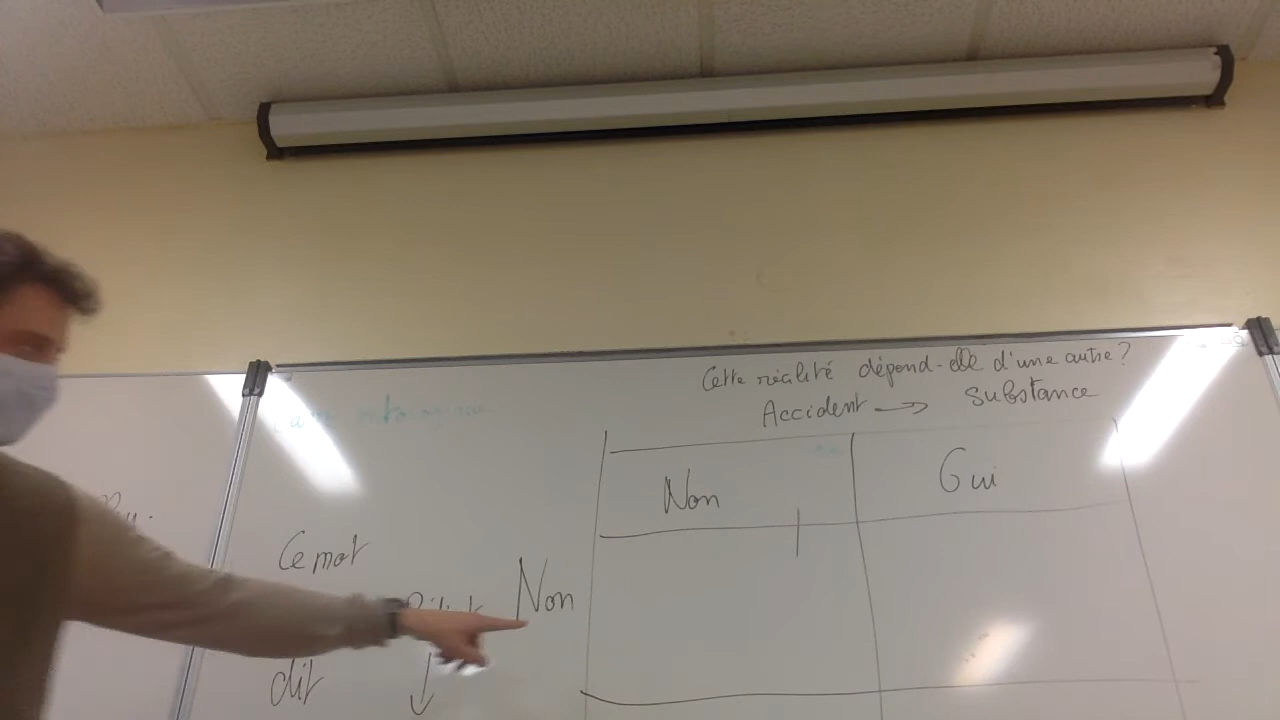 Cette réalité dépend-elle d'une autre ?
Accident → substance
Non Oui
Ce mot
Non
dit
↓